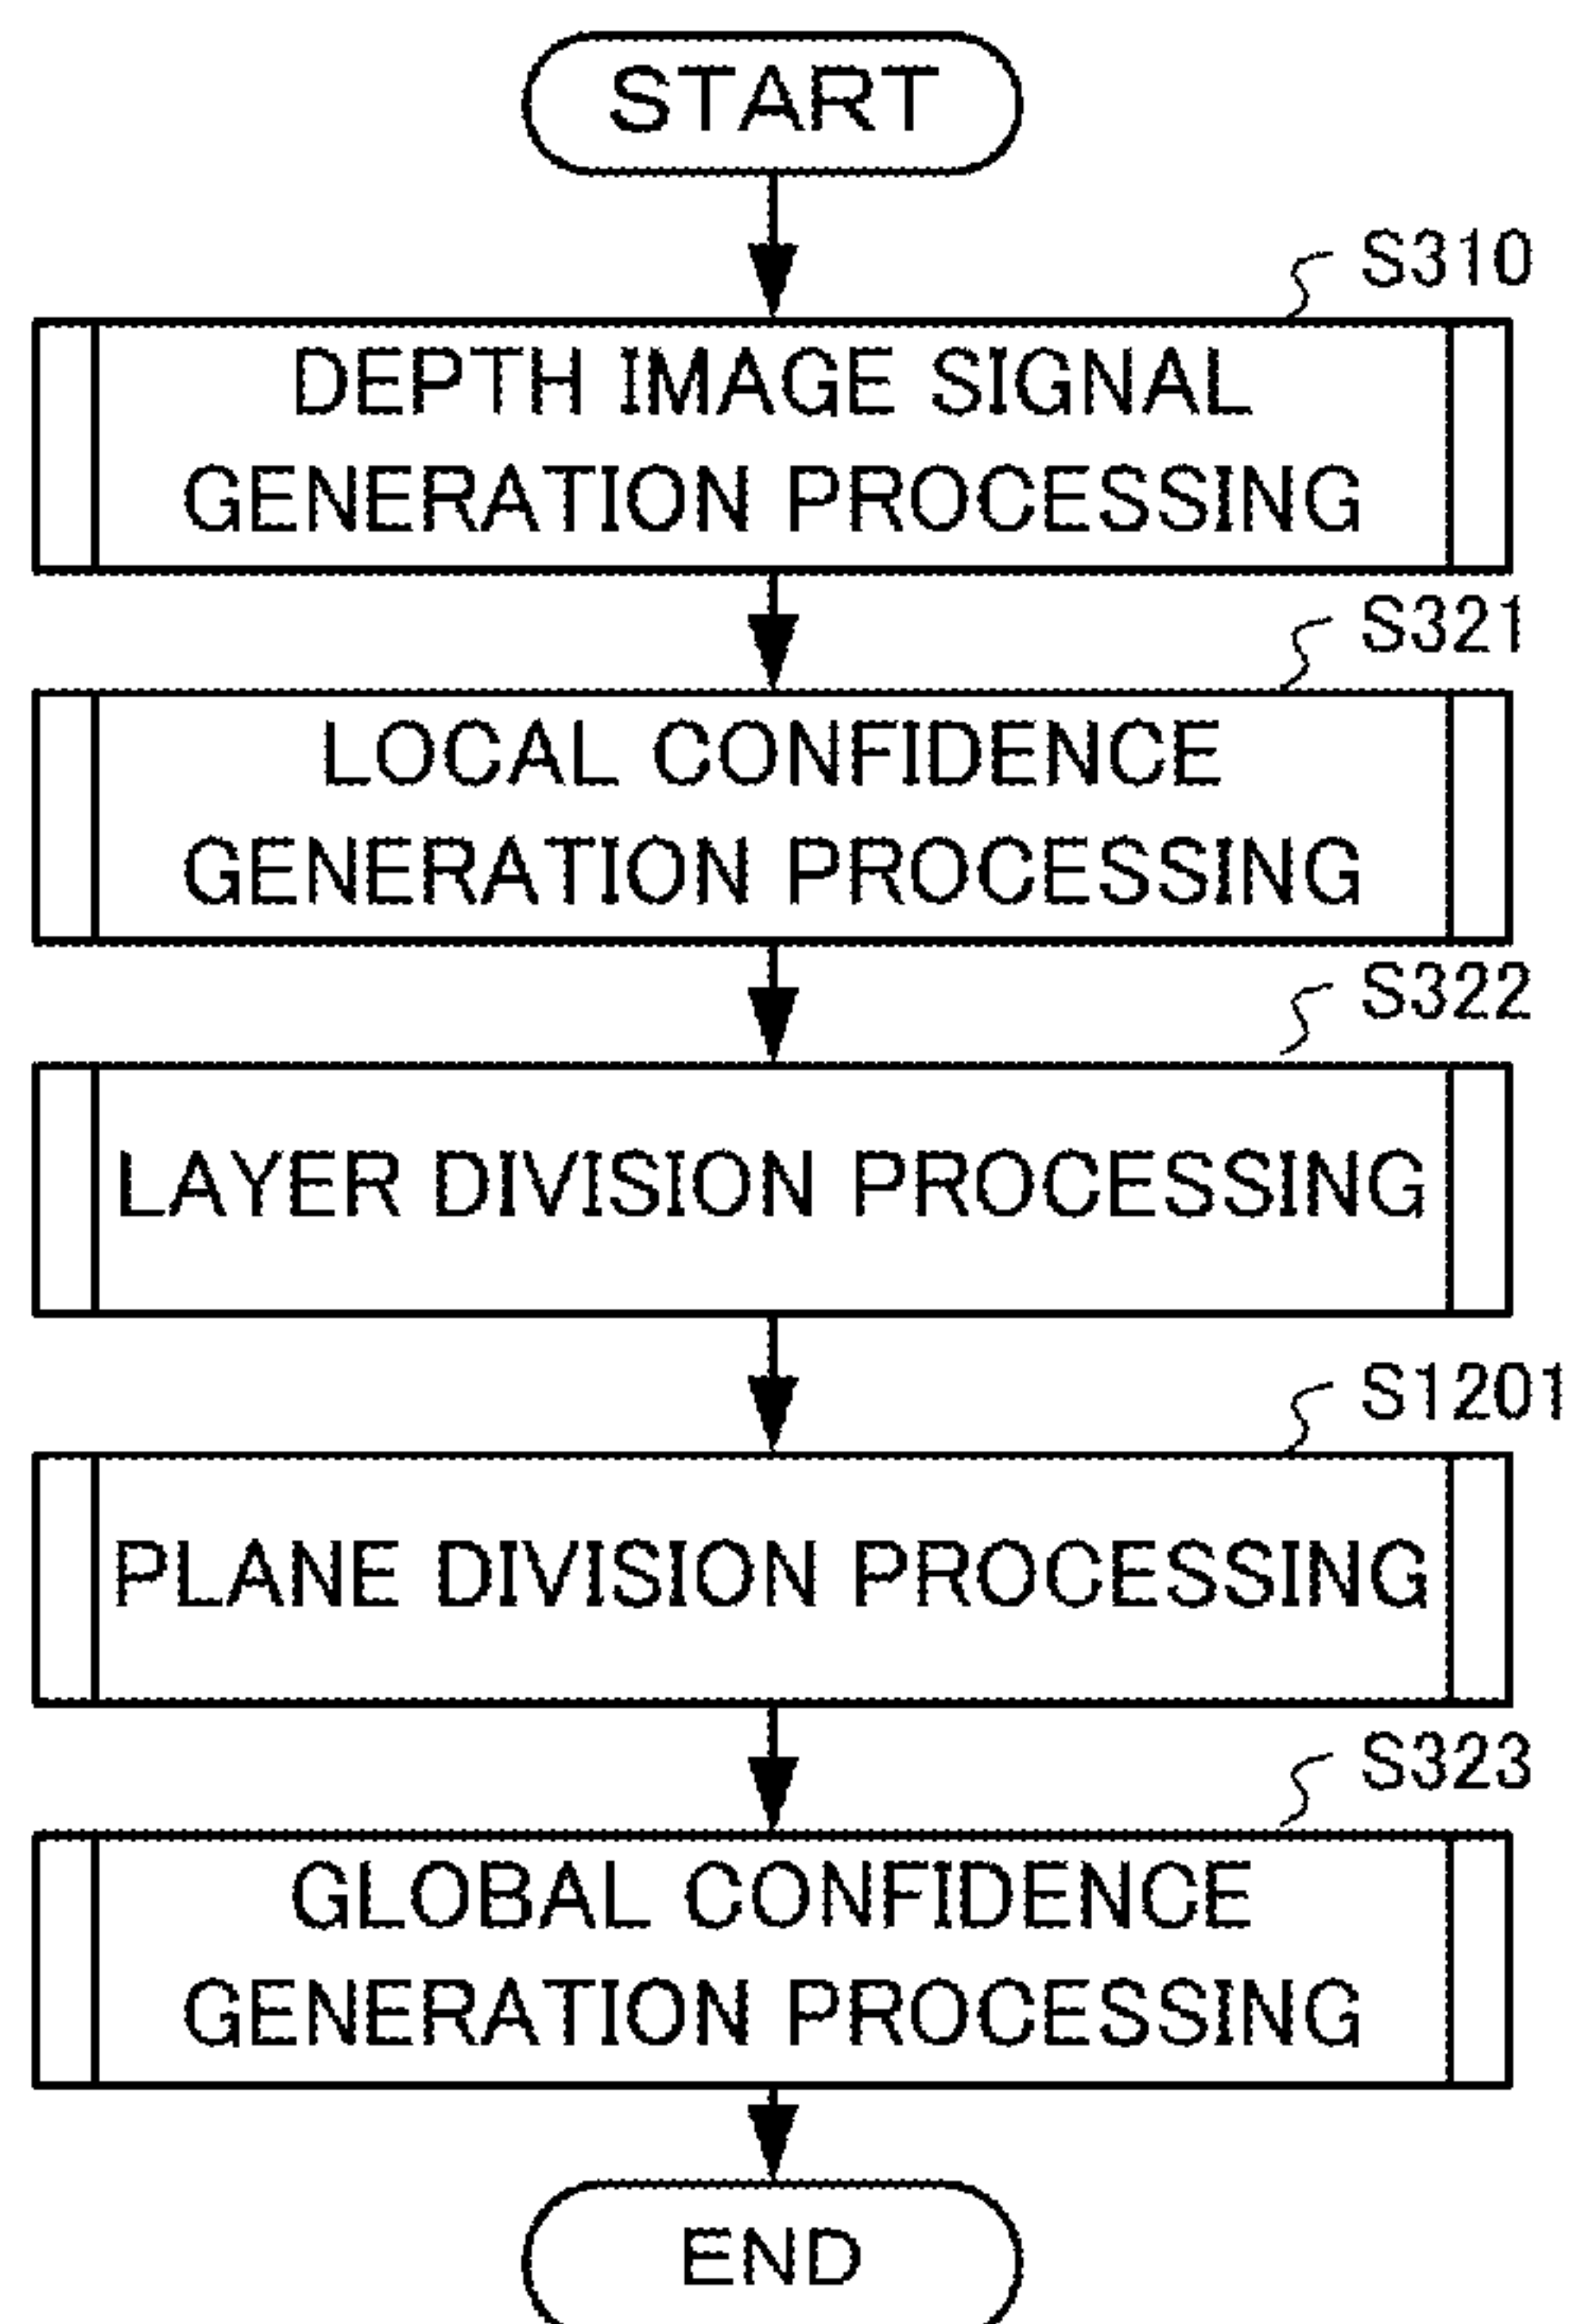 START
S310
DEPTH IMAGE SIGNAL
GENERATION PROCESSING
S321
LOCAL CONFIDENCE
GENERATION PROCESSING
S322
LAYER DIVISION PROCESSING
S1201
PLANE DIVISION PROCESSING
S323
GLOBAL CONFIDENCE
GENERATION PROCESSING
END